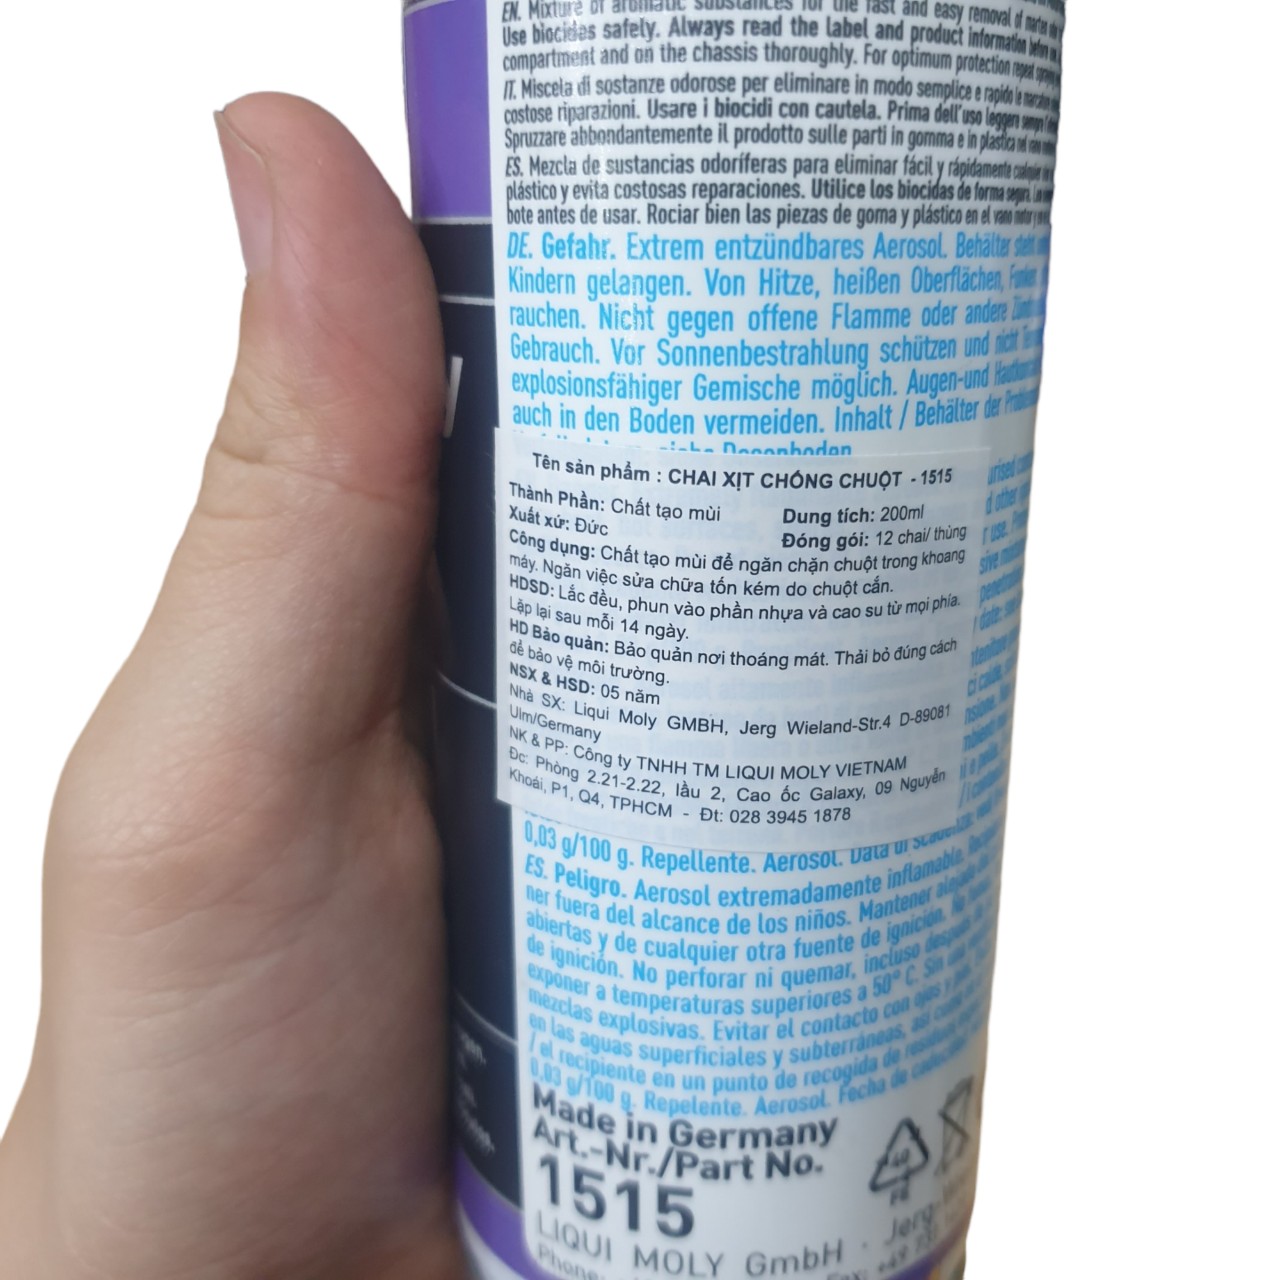 EN. Mixture of aromatic substances for the fast and easy removal of marten
Use biocides safely. Always read the label and product information before
compartment and on the chassis thoroughly. For optimum protection repeat
IT. Miscela di sostanze odorose per eliminare in modo semplice e rapido le
costose riparazioni. Usare i biocidi con cautela. Prima dell'uso leggere sempre
Spruzzare abbondantemente il prodotto sulle parti in gomma e in plastica nel vano
ES. Mezcla de sustancias odoríferas para eliminar fácil y rápidamente cualquier
plástico y evita costosas reparaciones. Utilice los biocidas de forma segura.
bote antes de usar. Rociar bien las piezas de goma y plástico en el vano motor y
DE. Gefahr. Extrem entzündbares Aerosol. Behälter steht
Kindern gelangen. Von Hitze, heißen Oberflächen, Funken,
rauchen. Nicht gegen offene Flamme oder andere
Gebrauch. Vor Sonnenbestrahlung schützen und nicht
explosionsfähiger Gemische möglich. Augen-und
auch in den Boden vermeiden. Inhalt / Behälter der
Tên sản phẩm : CHAI XỊT CHỐNG CHUỘT - 1515
Thành Phần: Chất tạo mùi Dung tích: 200ml
Xuất xứ: Đức Đóng gói: 12 chai/ thùng
Công dụng: Chất tạo mùi để ngăn chặn chuột trong khoang
máy. Ngăn việc sửa chữa tốn kém do chuột cắn.
HDSD: Lắc đều, phun vào phần nhựa và cao su từ mọi phía.
Lặp lại sau mỗi 14 ngày.
HD Bảo quản: Bảo quản nơi thoáng mát. Thải bỏ đúng cách
để bảo vệ môi trường.
NSX & HSD: 05 năm
Nhà SX: Liqui Moly GMBH, Jerg Wieland-Str.4 D-89081
Ulm/Germany
NK & PP: Công ty TNHH TM LIQUI MOLY VIETNAM
Đc: Phòng 2.21-2.22, lầu 2, Cao ốc Galaxy, 09 Nguyễn
Khoái, P1, Q4, TPHCM - Đt: 028 3945 1878
0,03 g/100 g. Repellente. Aerosol. Data di
ES. Peligro. Aerosol extremadamente inflamable.
ner fuera del alcance de los niños. Mantener alejado
abiertas y de cualquier otra fuente de ignición. No
de ignición. No perforar ni quemar, incluso después
exponer a temperaturas superiores a 50° C. Sin
mezclas explosivas. Evitar el contacto con ojos y piel.
en las aguas superficiales y subterráneas, así como
/ el recipiente en un punto de recogida de residuos
0,03 g/100 g. Repelente. Aerosol. Fecha de
Made in Germany
Art.-Nr./Part No.
1515
40
FE
LIQUI MOLY GmbH · Jerg-
Phone: